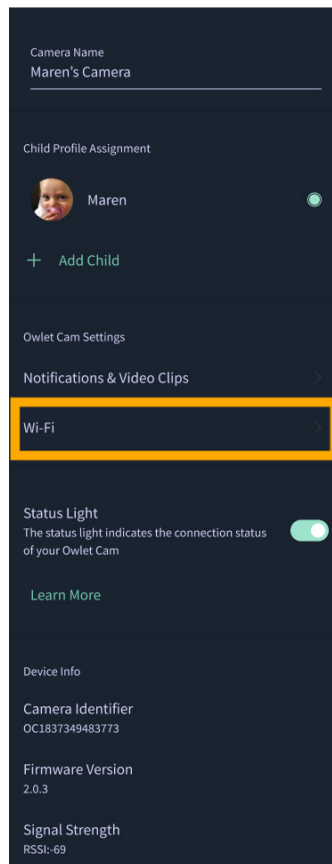 Camera Name
Maren's Camera
Child Profile Assignment
Maren
+ Add Child
Owlet Cam Settings
Notifications & Video Clips
Wi-Fi
Status Light
The status light indicates the connection status
of your Owlet Cam
Learn More
Device Info
Camera Identifier
OC1837349483773
Firmware Version
2.0.3
Signal Strength
RSSI:-69